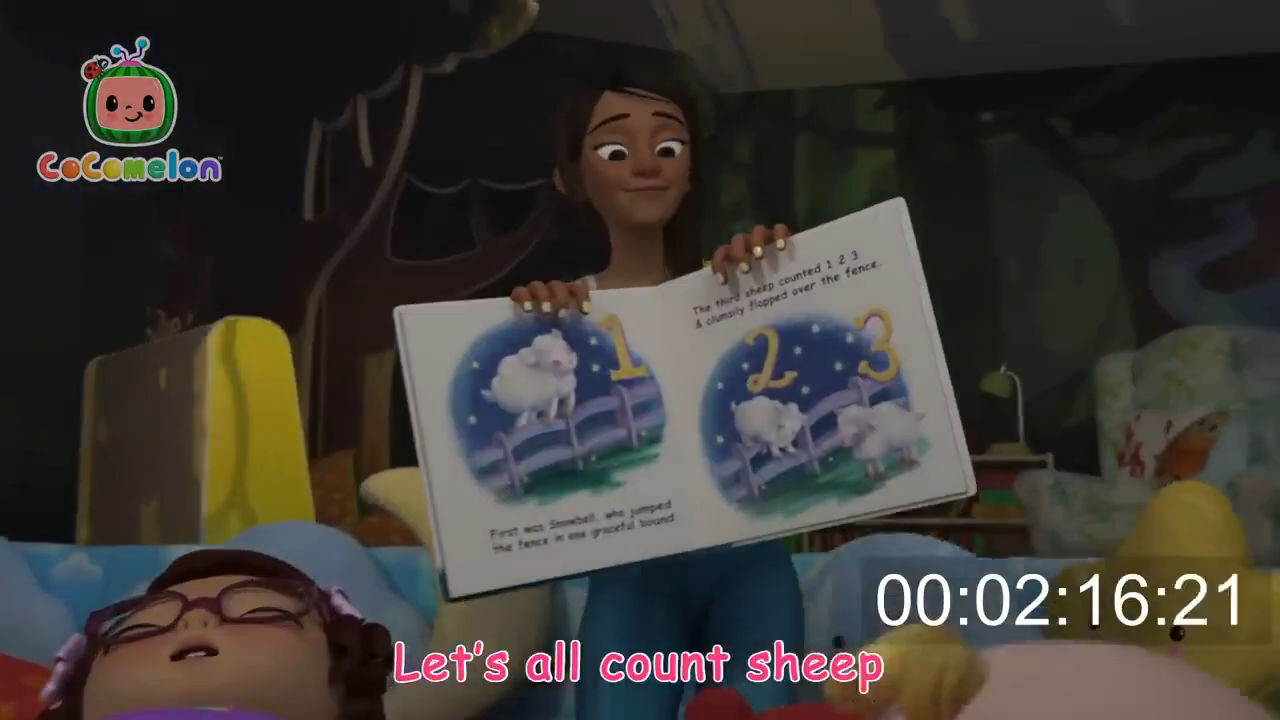 CoCoMelon
The third sheep counted 1 2 3
& clumsily flopped over the fence.
1
2 3
First was Snowball, who jumped
the fence in one graceful bound
00:02:16:21
Let's all count sheep